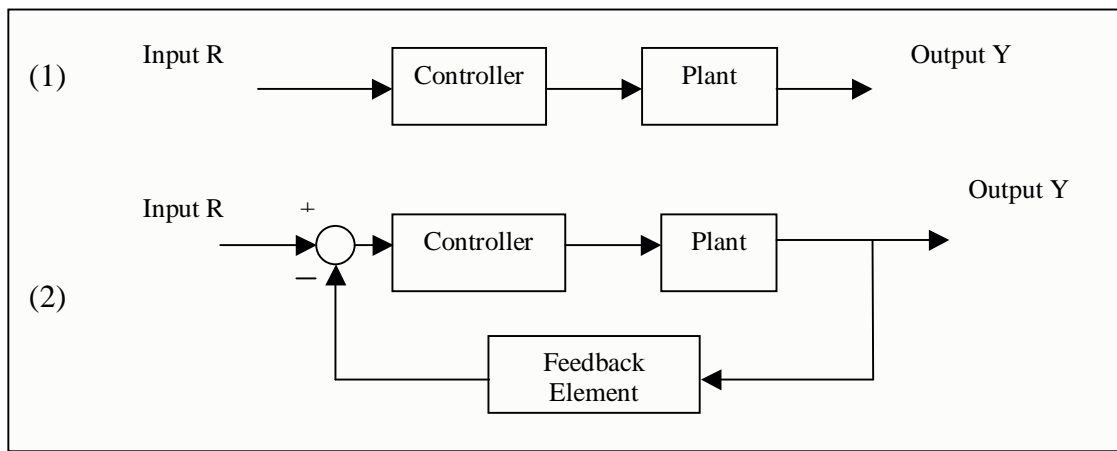 (1)
Input R
Controller
Plant
Output Y
(2)
Input R
+
–
Controller
Plant
Output Y
Feedback
Element